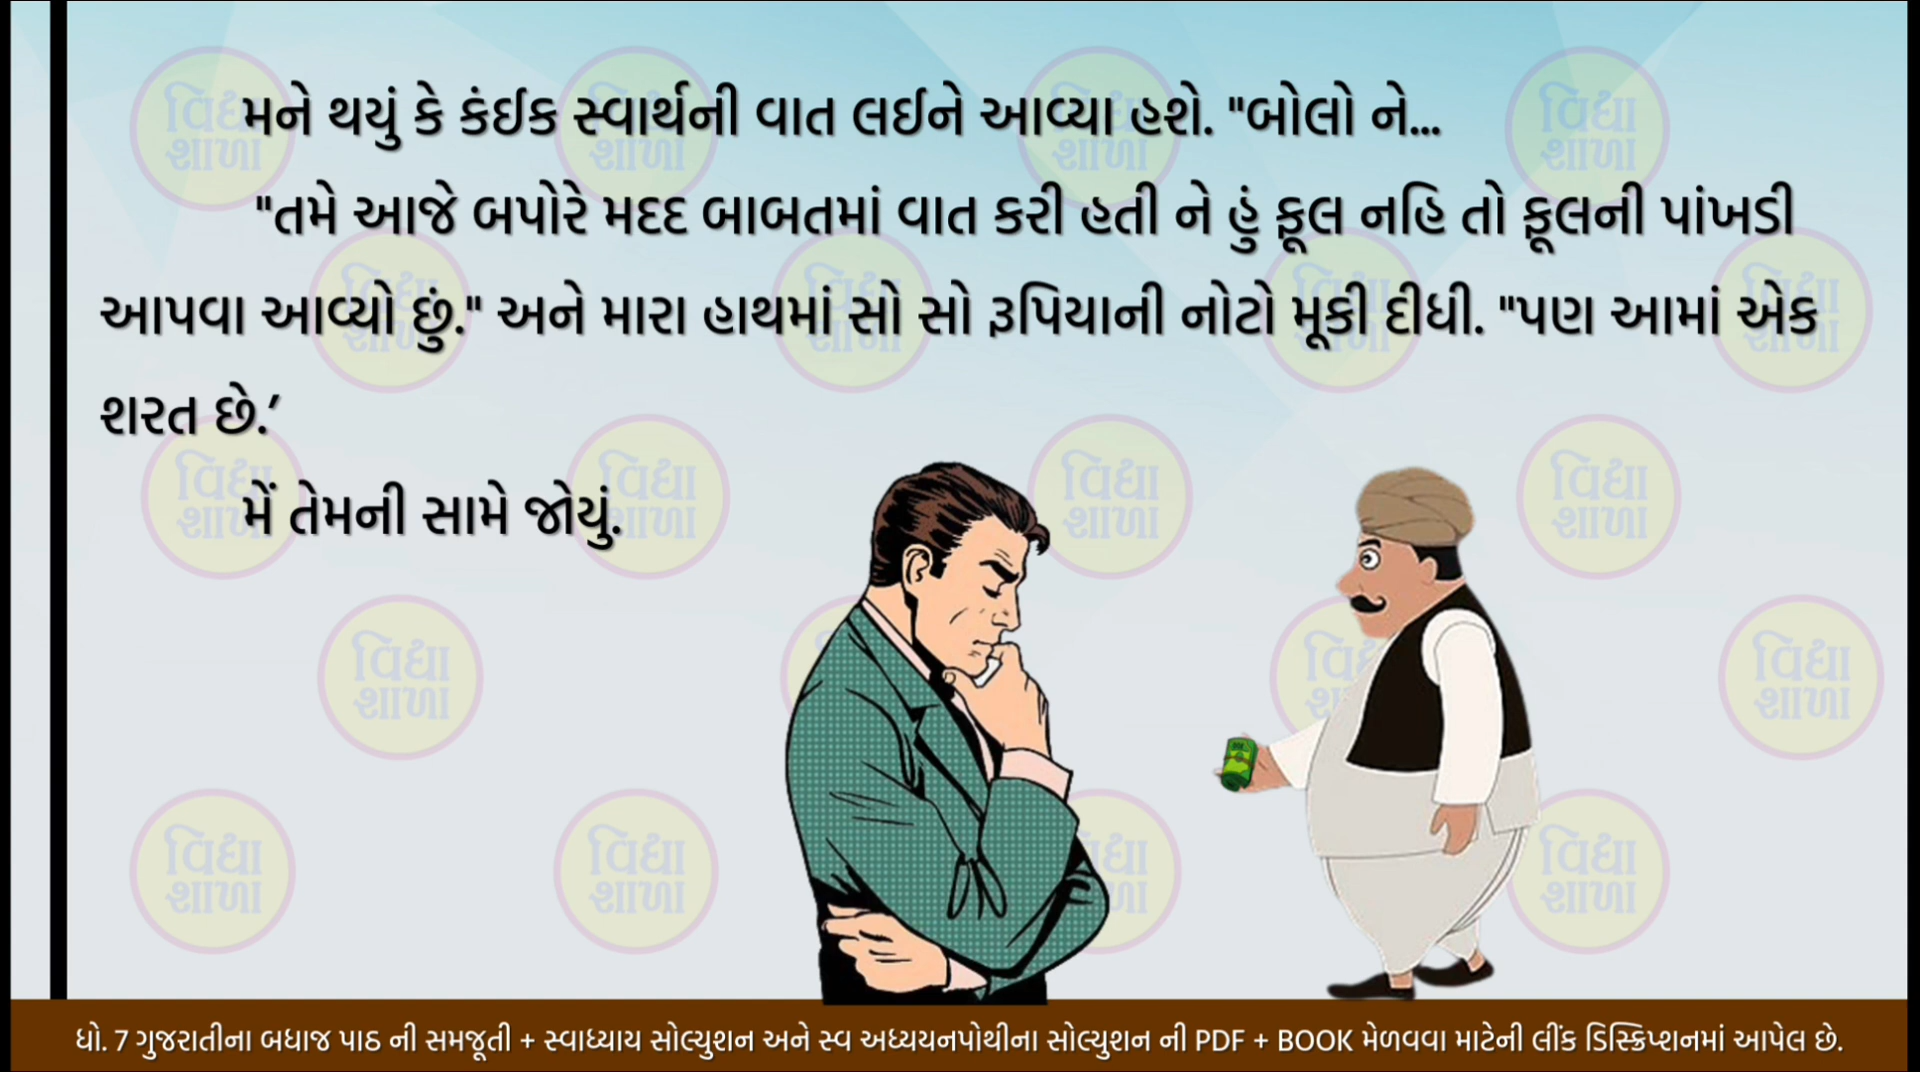 મને થયું કે કંઈક સ્વાર્થની વાત લઈને આવ્યા હશે. "બોલો ને...
"તમે આજે બપોરે મદદ બાબતમાં વાત કરી હતી ને હું ફૂલ નહિ તો ફૂલની પાંખડી
આપવા આવ્યો છું." અને મારા હાથમાં સો સો રૂપિયાની નોટો મૂકી દીધી. "પણ આમાં એક
શરત છે.’
મેં તેમની સામે જોયું.
વિદ્યા
શાળા
ધો. 7 ગુજરાતીના બધાજ પાઠ ની સમજૂતી + સ્વાધ્યાય સોલ્યુશન અને સ્વ અધ્યયનપોથીના સોલ્યુશન ની PDF + BOOK મેળવવા માટેની લીંક ડિસ્ક્રિપ્શનમાં આપેલ છે.